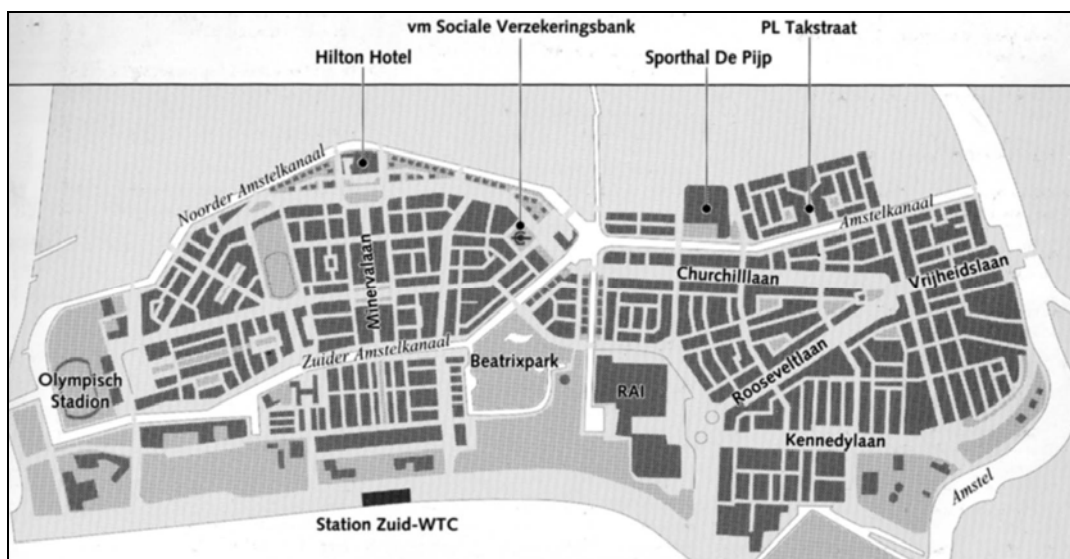 vm Sociale Verzekeringsbank
PL Takstraat
Hilton Hotel
Sporthal De Pijp
Noorder Amstelkanaal
Amstelkanaal
Minervalaan
Churchilllaan
Vrijheidslaan
Zuider Amstelkanaal
Beatrixpark
Olympisch
Stadion
RAI
Rooseveltlaan
Kennedylaan
Amstel
Station Zuid-WTC